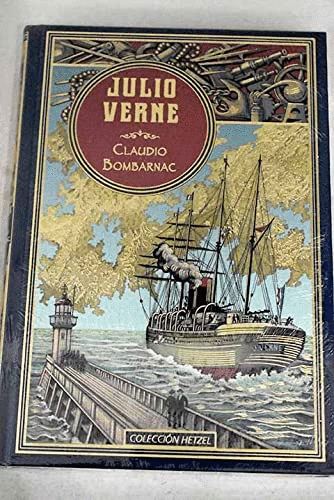 JULIO
VERNE
CLAUDIO
BOMBARNAC
COLECCIÓN HETZEL